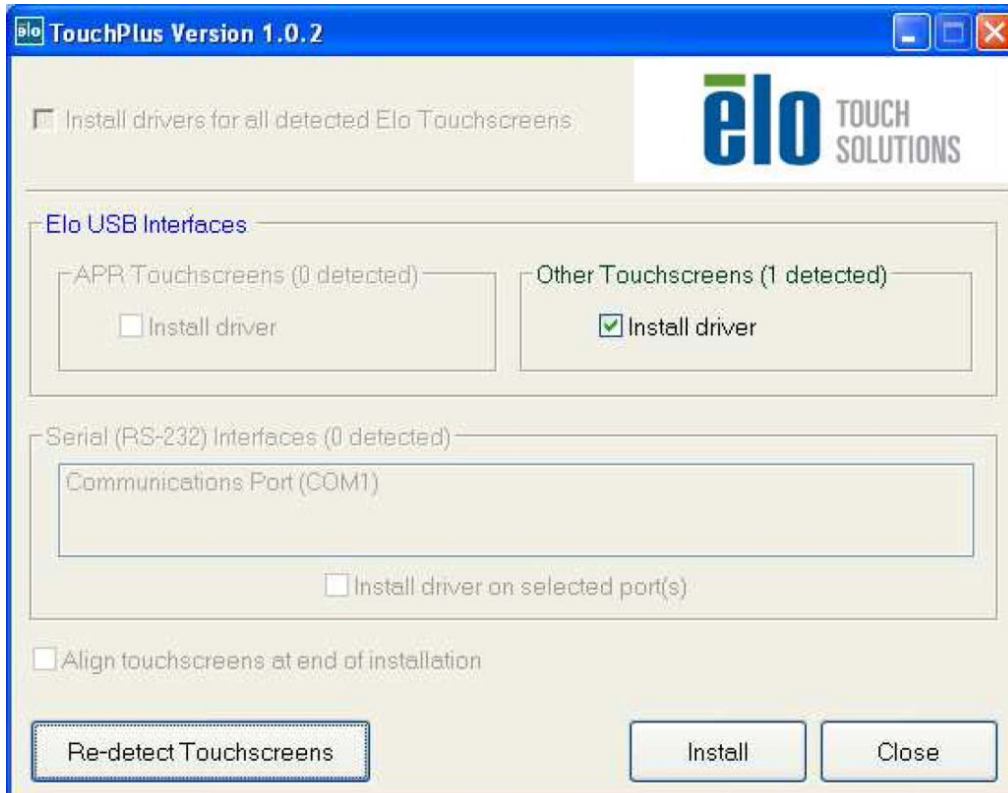 elo TouchPlus Version 1.0.2
Install drivers for all detected Elo Touchscreens
elo TOUCH
SOLUTIONS
Elo USB Interfaces
APR Touchscreens (0 detected)
Install driver
Other Touchscreens (1 detected)
Install driver
Serial (RS-232) Interfaces (0 detected)
Communications Port (COM1)
Install driver on selected port(s)
Align touchscreens at end of installation
Re-detect Touchscreens
Install
Close